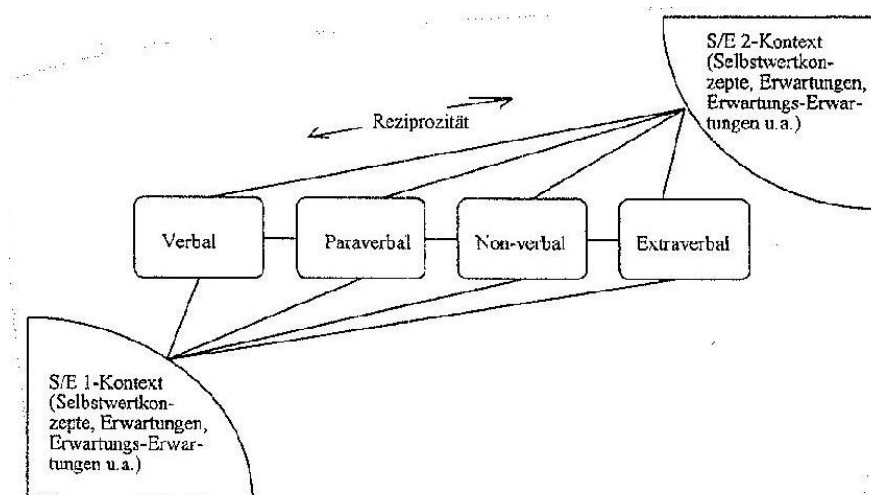 S/E 2-Kontext
(Selbstwertkon-
zepte, Erwartungen,
Erwartungs-Erwar-
tungen u.a.)
Reziprozität
Verbal
Paraverbal
Non-verbal
Extraverbal
S/E 1-Kontext
(Selbstwertkon-
zepte, Erwartungen,
Erwartungs-Erwar-
tungen u.a.)